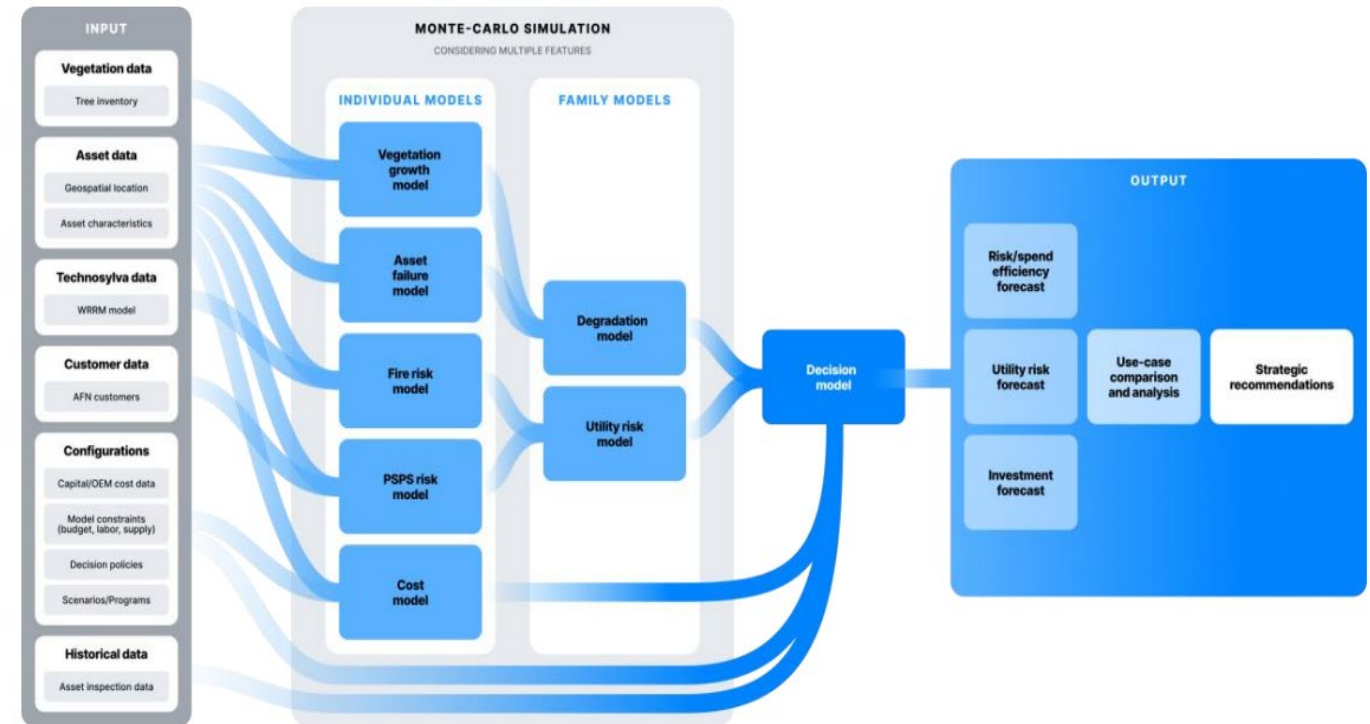 INPUT
Vegetation data
Tree inventory
Asset data
Geospatial location
Asset characteristics
Technosylva data
WRRM model
Customer data
AFN customers
Configurations
Capital/OEM cost data
Model constraints
(budget, labor, supply)
Decision policies
Scenarios/Programs
Historical data
Asset inspection data
MONTE-CARLO SIMULATION
CONSIDERING MULTIPLE FEATURES
INDIVIDUAL MODELS
Vegetation
growth
model
Asset
failure
model
Fire risk
model
PSPS risk
model
Cost
model
FAMILY MODELS
Degradation
model
Utility risk
model
Decision
model
OUTPUT
Risk/spend
efficiency
forecast
Utility risk
forecast
Investment
forecast
Use-case
comparison
and analysis
Strategic
recommendations